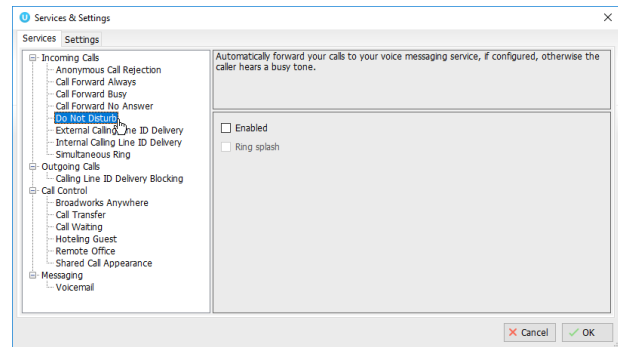 Services & Settings
Services Settings
Incoming Calls
Anonymous Call Rejection
Call Forward Always
Call Forward Busy
Call Forward No Answer
Do Not Disturb
External Calling Line ID Delivery
Internal Calling Line ID Delivery
Simultaneous Ring
Outgoing Calls
Calling Line ID Delivery Blocking
Call Control
Broadworks Anywhere
Call Transfer
Call Waiting
Hoteling Guest
Remote Office
Shared Call Appearance
Messaging
Voicemail
Automatically forward your calls to your voice messaging service, if configured, otherwise the
caller hears a busy tone.
Enabled
Ring splash
Cancel OK